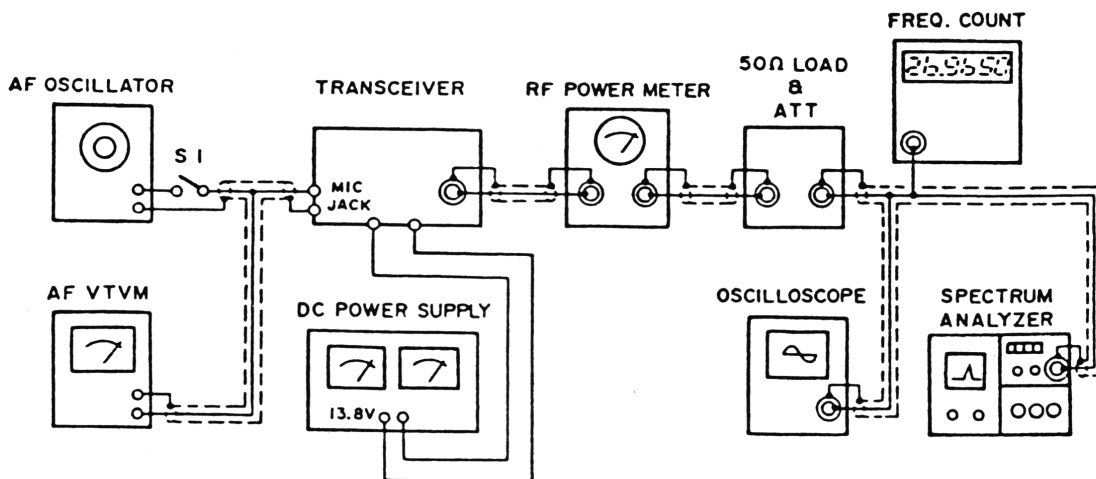 FREQ. COUNT
26.9650
50Ω LOAD
&
ATT
AF OSCILLATOR
TRANSCEIVER
RF POWER METER
S1
MIC
JACK
AF VTVM
DC POWER SUPPLY
13.8V
OSCILLOSCOPE
SPECTRUM
ANALYZER